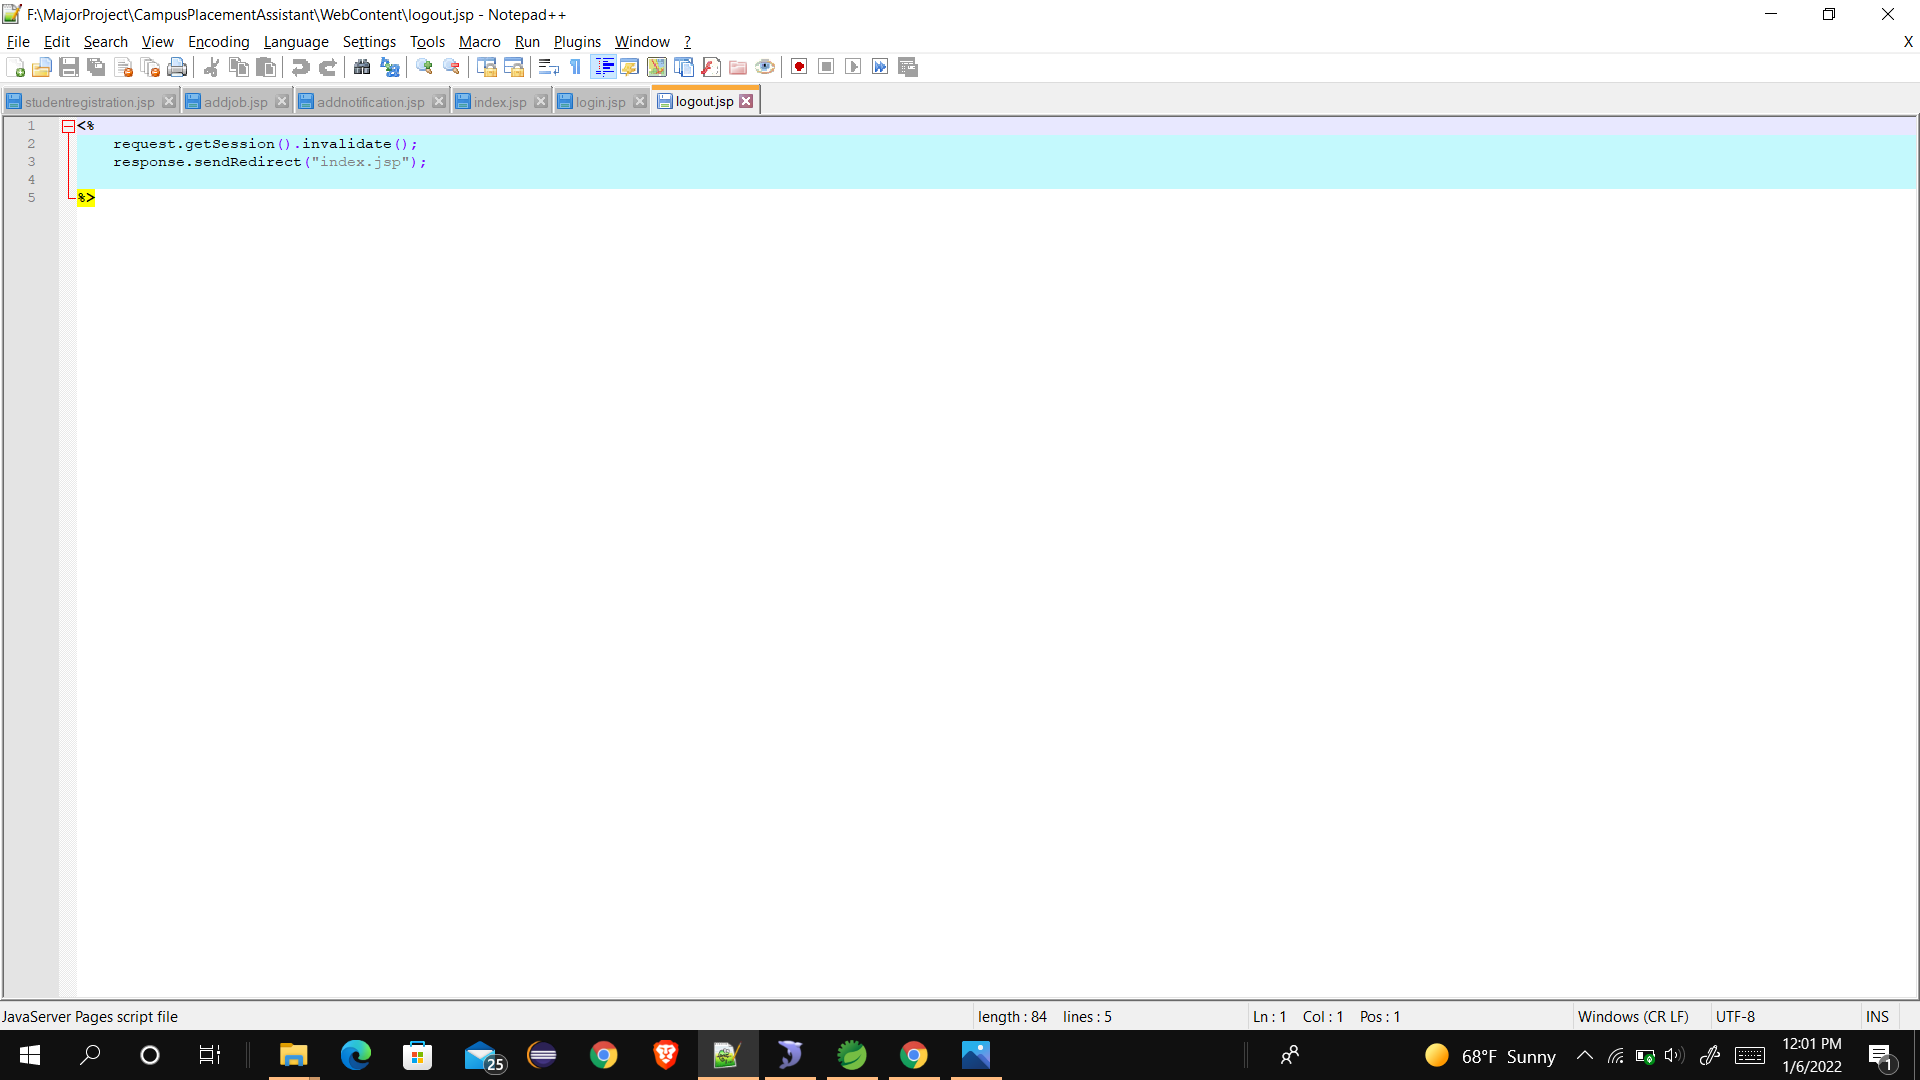 F:\MajorProject\CampusPlacementAssistant\WebContent\logout.jsp - Notepad++
File Edit Search View Encoding Language Settings Tools Macro Run Plugins Window ? X
studentregistration.jsp addjob.jsp addnotification.jsp index.jsp login.jsp logout.jsp
1 <%
2 request.getSession().invalidate();
3 response.sendRedirect("index.jsp");
4
5 %>
JavaServer Pages script file length : 84 lines : 5 Ln : 1 Col : 1 Pos : 1 Windows (CR LF) UTF-8 INS
25 68°F Sunny 12:01 PM
1/6/2022 1